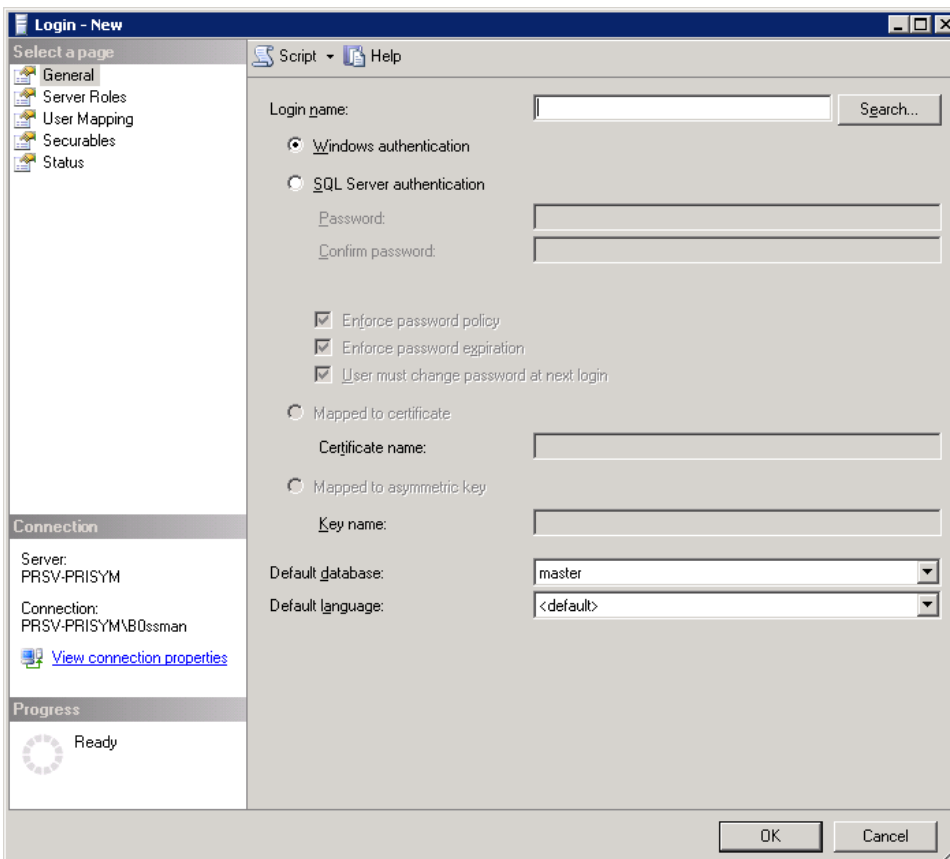 Login - New
Select a page
General
Server Roles
User Mapping
Securables
Status
Script
Help
Login name:
Search...
Windows authentication
SQL Server authentication
Password:
Confirm password:
Enforce password policy
Enforce password expiration
User must change password at next login
Mapped to certificate
Certificate name:
Mapped to asymmetric key
Key name:
Default database:
master
Default language:
<default>
Connection
Server:
PRSV-PRISYM
Connection:
PRSV-PRISYM\B0ssman
View connection properties
Progress
Ready
OK
Cancel